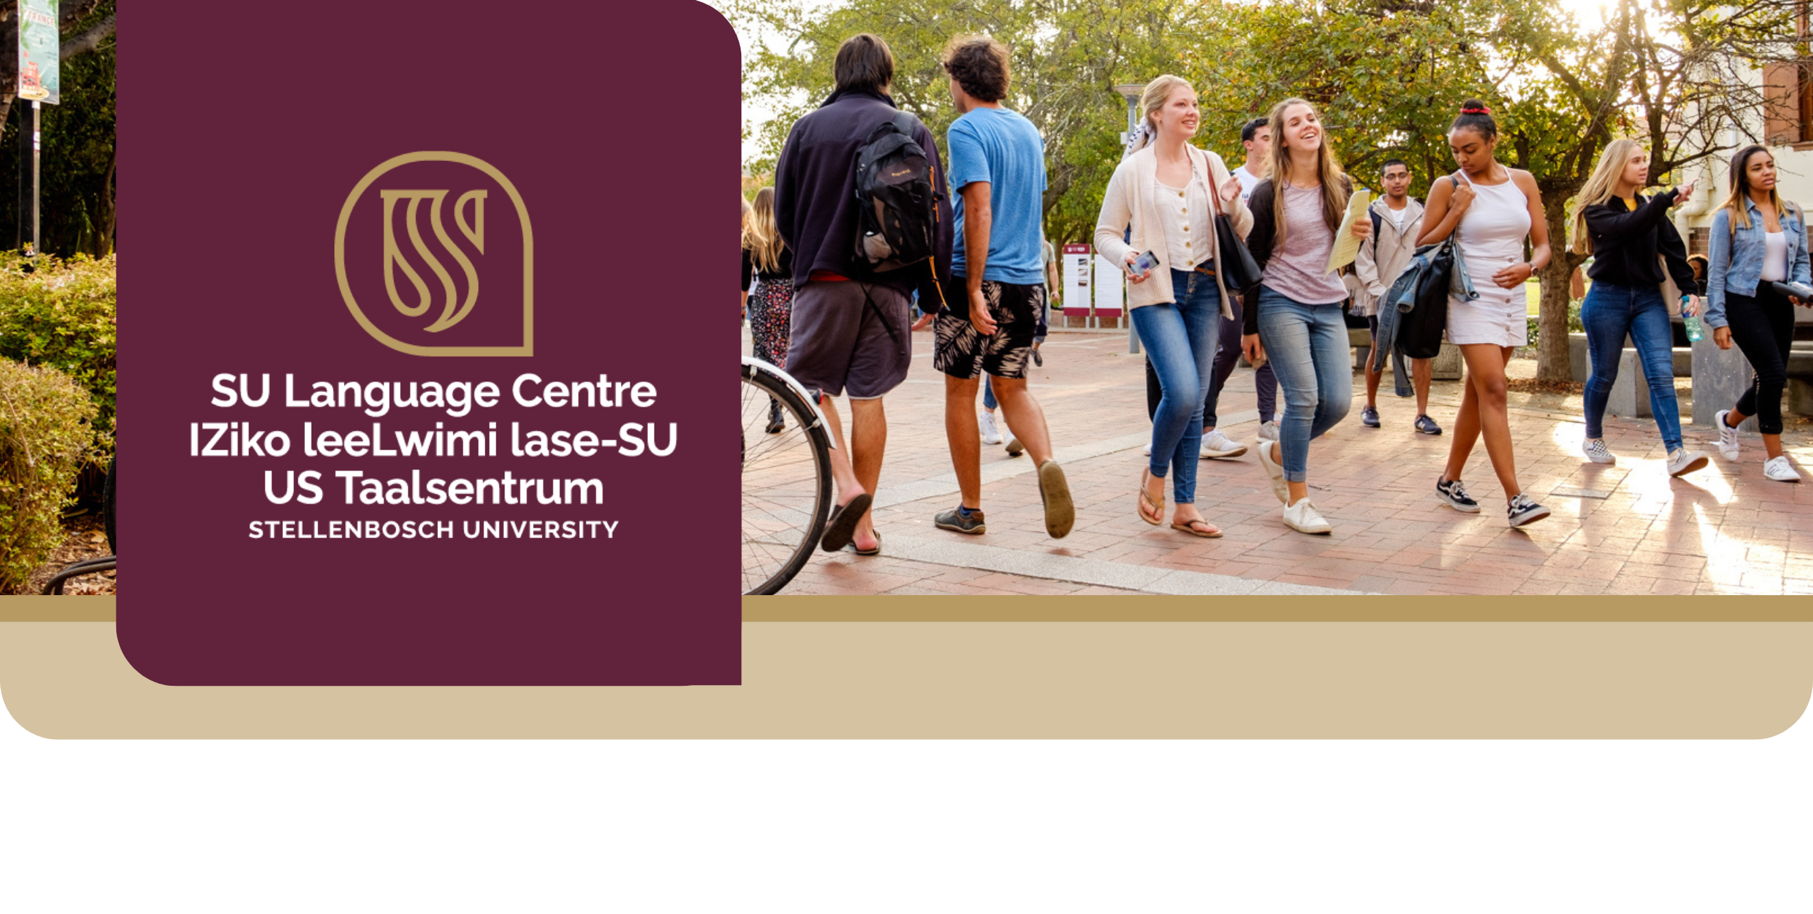 SU Language Centre
IZiko leeLwimi lase-SU
US Taalsentrum
STELLENBOSCH UNIVERSITY